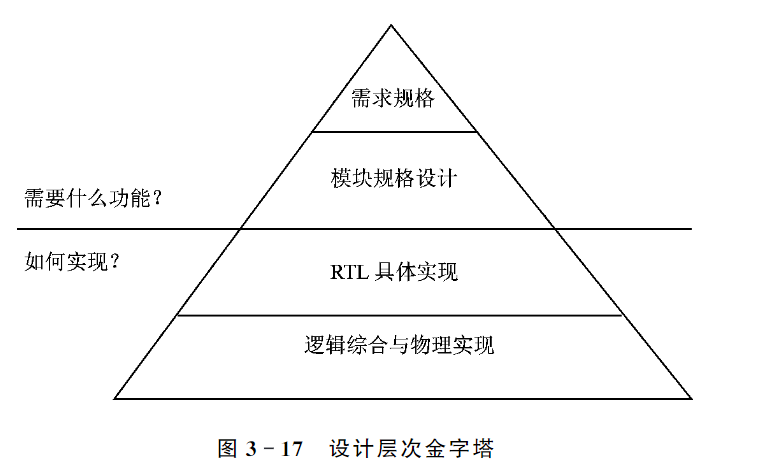 需求规格
模块规格设计
需要什么功能?
如何实现?
RTL 具体实现
逻辑综合与物理实现
图 3-17 设计层次金字塔